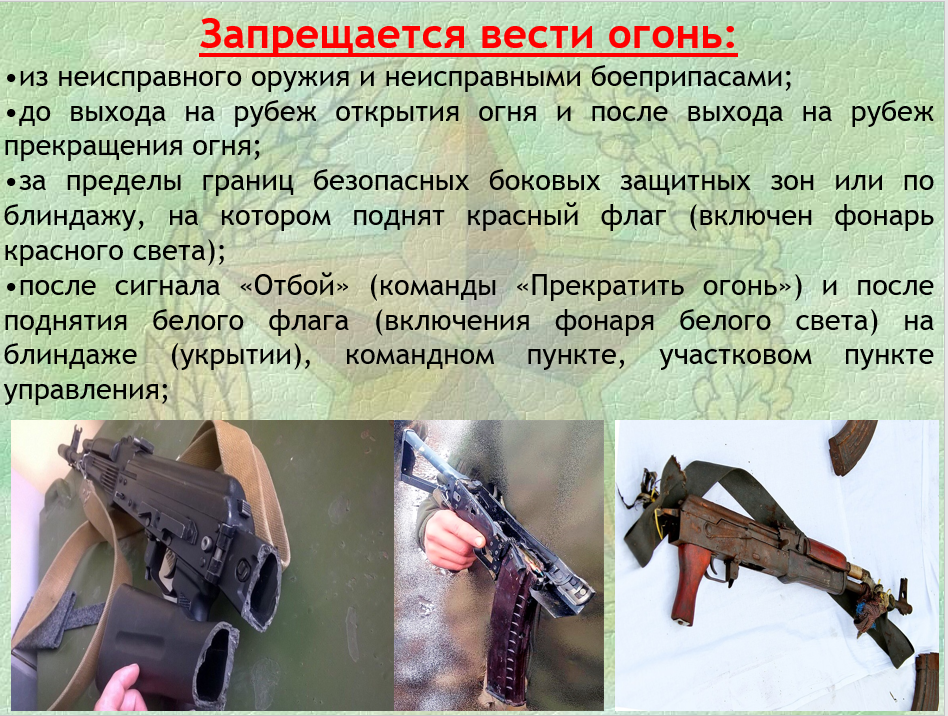 Запрещается вести огонь:
•из неисправного оружия и неисправными боеприпасами;
•до выхода на рубеж открытия огня и после выхода на рубеж
прекращения огня;
•за пределы границ безопасных боковых защитных зон или по
блиндажу, на котором поднят красный флаг (включен фонарь
красного света);
•после сигнала «Отбой» (команды «Прекратить огонь») и после
поднятия белого флага (включения фонаря белого света) на
блиндаже (укрытии), командном пункте, участковом пункте
управления;